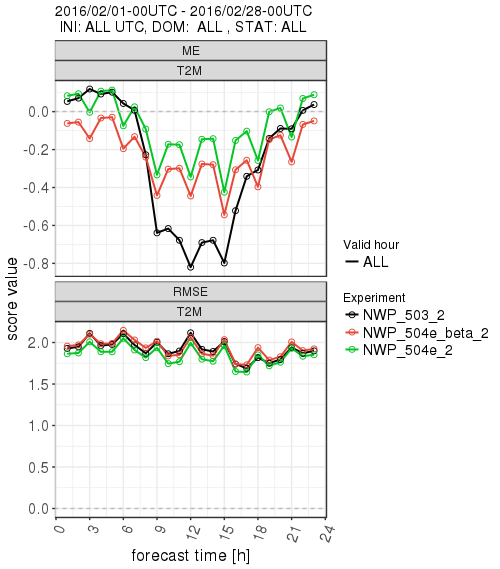 2016/02/01-00UTC - 2016/02/28-00UTC
INI: ALL UTC, DOM:  ALL , STAT: ALL
ME
T2M
0.0
-0.2
-0.4
-0.6
-0.8
score value
RMSE
T2M
2.0
1.5
1.0
0.5
0.0
0 3 6 9 12 15 18 21 24
forecast time [h]
Valid hour
ALL
Experiment
NWP_503_2
NWP_504e_beta_2
NWP_504e_2